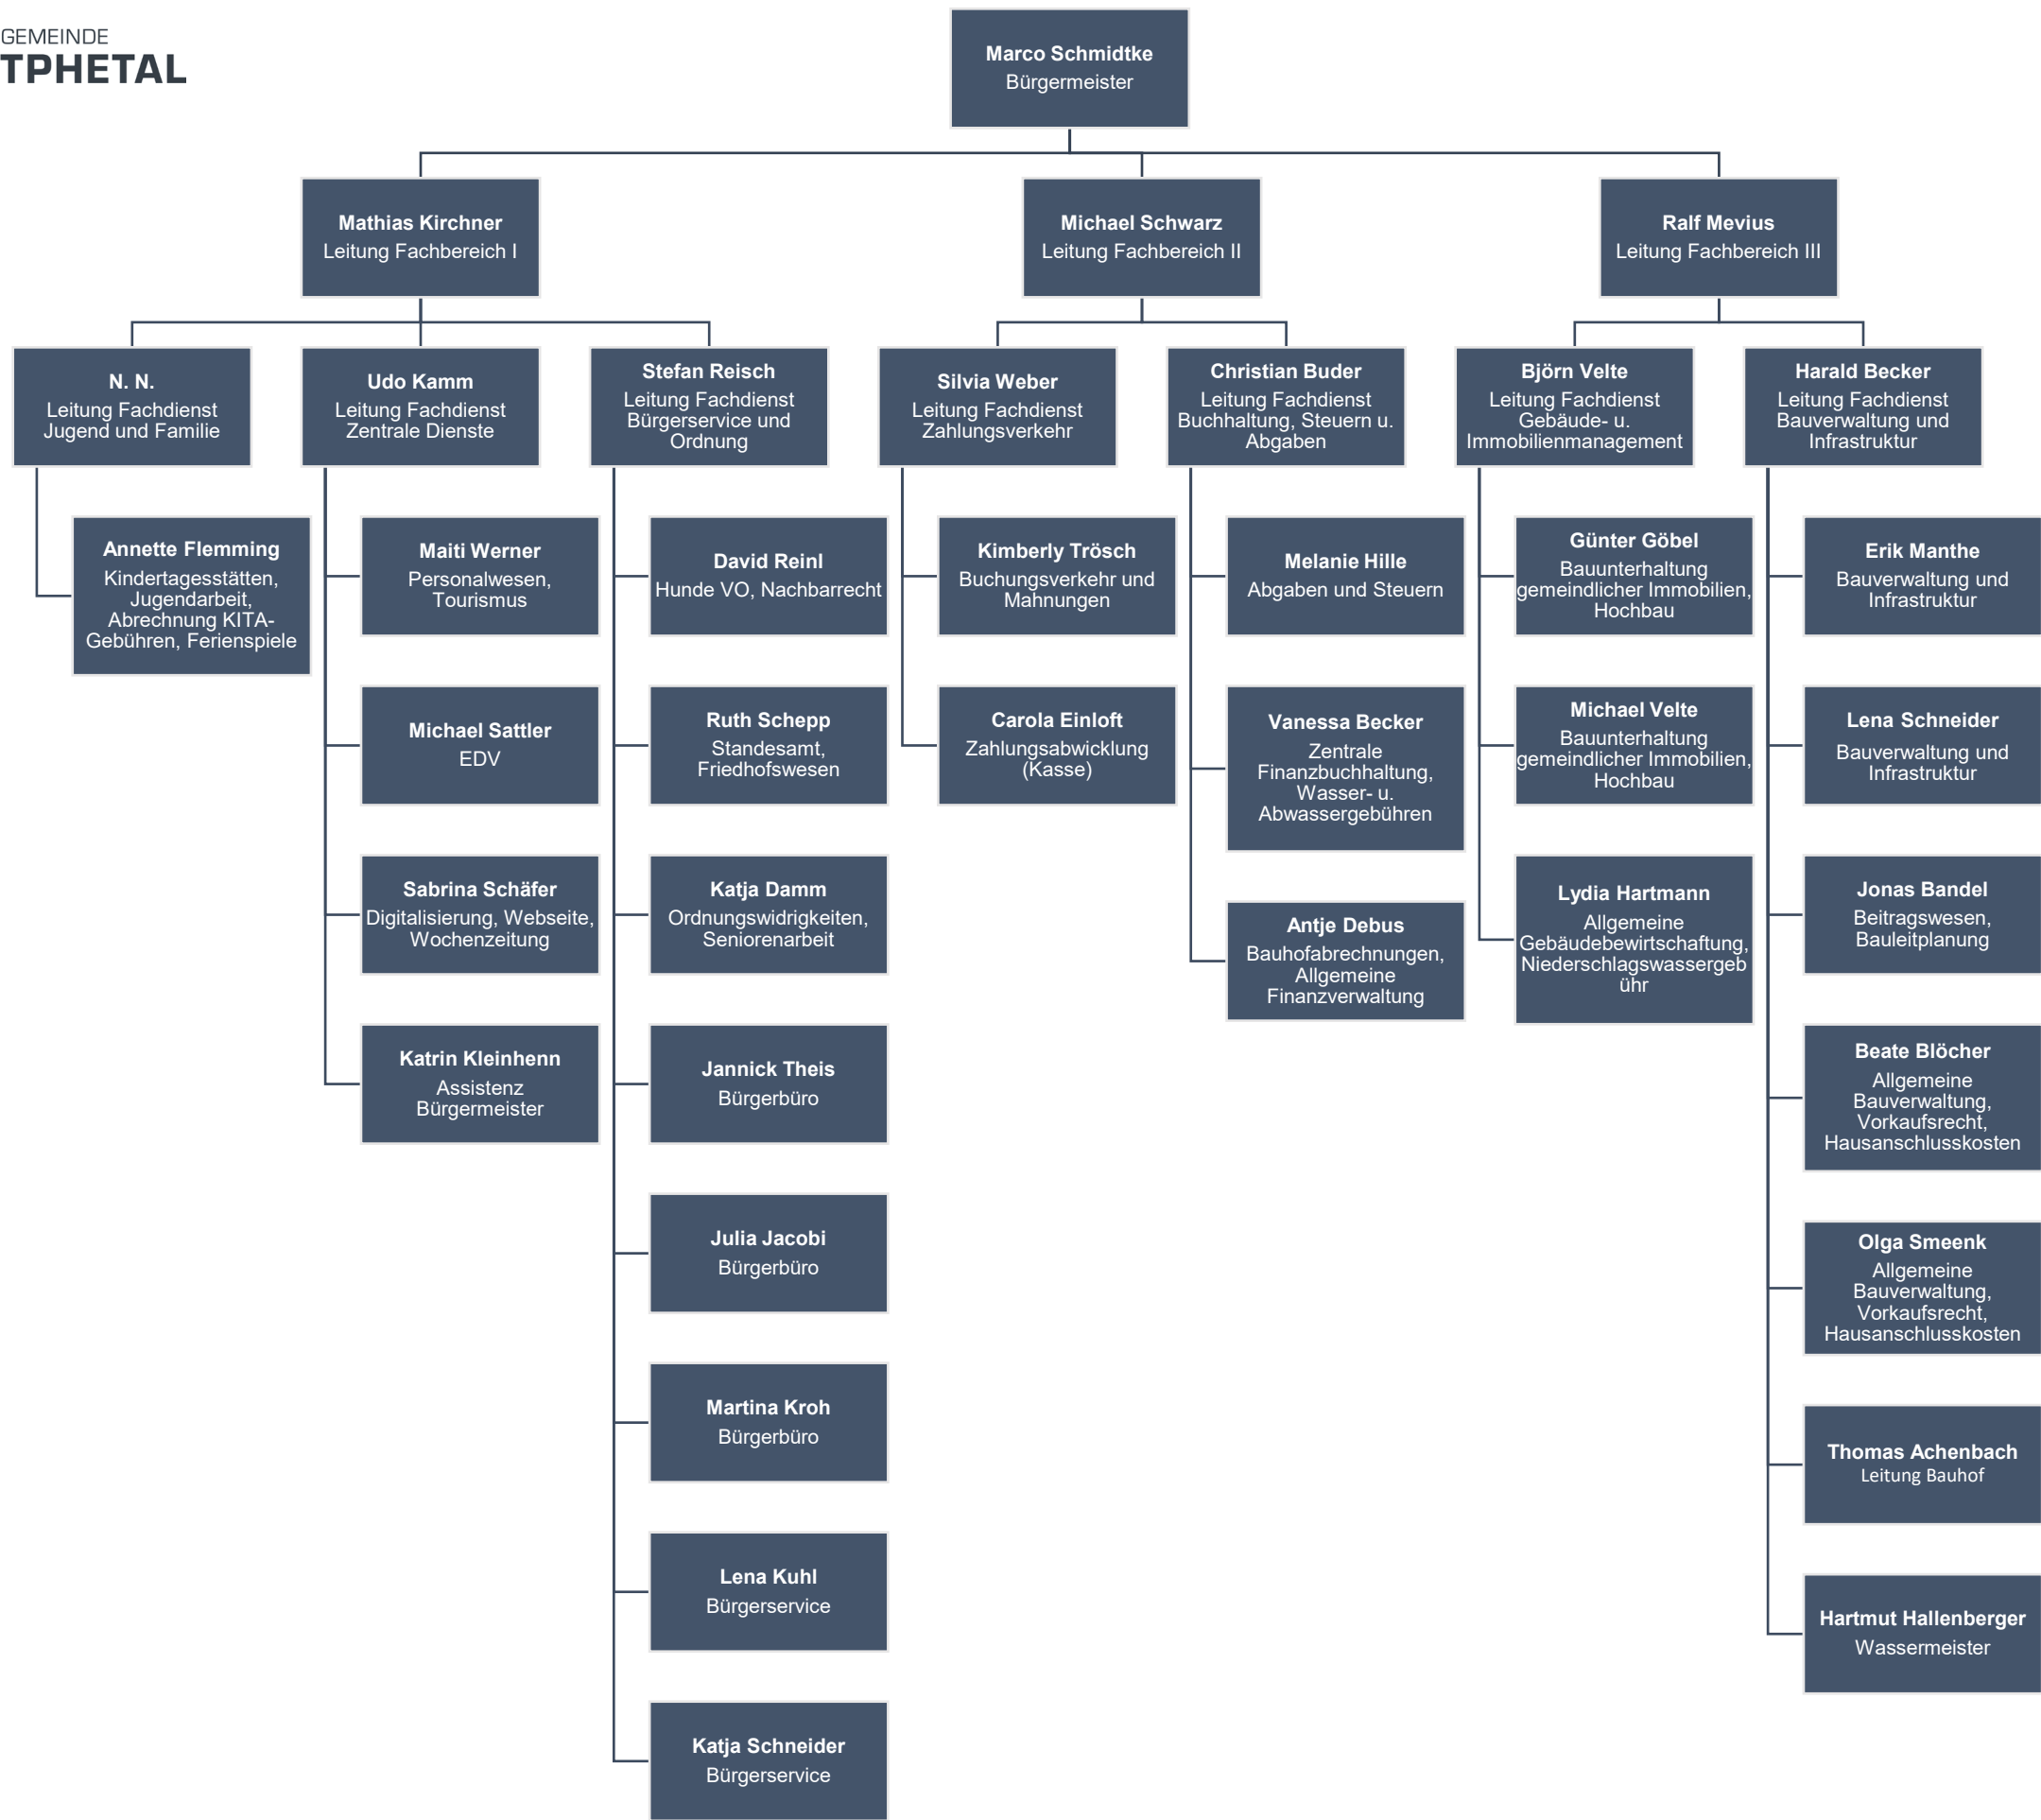 GEMEINDE
TPHETAL
Marco Schmidtke
Bürgermeister
Mathias Kirchner
Leitung Fachbereich I
Michael Schwarz
Leitung Fachbereich II
Ralf Mevius
Leitung Fachbereich III
N. N.
Leitung Fachdienst
Jugend und Familie
Udo Kamm
Leitung Fachdienst
Zentrale Dienste
Stefan Reisch
Leitung Fachdienst
Bürgerservice und
Ordnung
Silvia Weber
Leitung Fachdienst
Zahlungsverkehr
Christian Buder
Leitung Fachdienst
Buchhaltung, Steuern u.
Abgaben
Björn Velte
Leitung Fachdienst
Gebäude- u.
Immobilienmanagement
Harald Becker
Leitung Fachdienst
Bauverwaltung und
Infrastruktur
Annette Flemming
Kindertagesstätten,
Jugendarbeit,
Abrechnung KITA-
Gebühren, Ferienspiele
Maiti Werner
Personalwesen,
Tourismus
Michael Sattler
EDV
Sabrina Schäfer
Digitalisierung, Webseite,
Wochenzeitung
Katrin Kleinhenn
Assistenz
Bürgermeister
David Reinl
Hunde VO, Nachbarrecht
Ruth Schepp
Standesamt,
Friedhofswesen
Katja Damm
Ordnungswidrigkeiten,
Seniorenarbeit
Jannick Theis
Bürgerbüro
Julia Jacobi
Bürgerbüro
Martina Kroh
Bürgerbüro
Lena Kuhl
Bürgerservice
Katja Schneider
Bürgerservice
Kimberly Trösch
Buchungsverkehr und
Mahnungen
Carola Einloft
Zahlungsabwicklung
(Kasse)
Melanie Hille
Abgaben und Steuern
Vanessa Becker
Zentrale
Finanzbuchhaltung,
Wasser- u.
Abwassergebühren
Antje Debus
Bauhofabrechnungen,
Allgemeine
Finanzverwaltung
Günter Göbel
Bauunterhaltung
gemeindlicher Immobilien,
Hochbau
Michael Velte
Bauunterhaltung
gemeindlicher Immobilien,
Hochbau
Lydia Hartmann
Allgemeine
Gebäudebewirtschaftung,
Niederschlagswassergeb
ühr
Erik Manthe
Bauverwaltung und
Infrastruktur
Lena Schneider
Bauverwaltung und
Infrastruktur
Jonas Bandel
Beitragswesen,
Bauleitplanung
Beate Blöcher
Allgemeine
Bauverwaltung,
Vorkaufsrecht,
Hausanschlusskosten
Olga Smeenk
Allgemeine
Bauverwaltung,
Vorkaufsrecht,
Hausanschlusskosten
Thomas Achenbach
Leitung Bauhof
Hartmut Hallenberger
Wassermeister